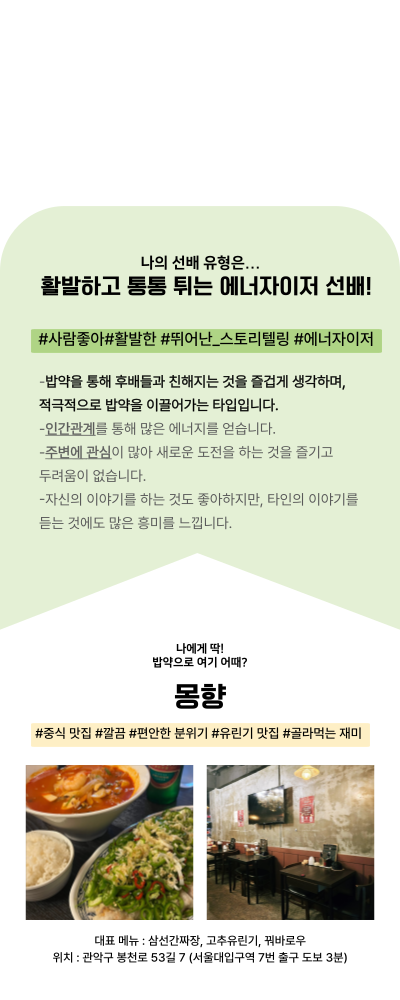 나의 선배 유형은...
활발하고 통통 튀는 에너자이저 선배!
#사람좋아#활발한 #뛰어난_스토리텔링 #에너자이저
-밥약을 통해 후배들과 친해지는 것을 즐겁게 생각하며,
적극적으로 밥약을 이끌어가는 타입입니다.
-인간관계를 통해 많은 에너지를 얻습니다.
-주변에 관심이 많아 새로운 도전을 하는 것을 즐기고
두려움이 없습니다.
-자신의 이야기를 하는 것도 좋아하지만, 타인의 이야기를
듣는 것에도 많은 흥미를 느낍니다.
나에게 딱!
밥약으로 여기 어때?
몽향
#중식 맛집 #깔끔 #편안한 분위기 #유린기 맛집 #골라먹는 재미
대표 메뉴 : 삼선간짜장, 고추유린기, 꿔바로우
위치 : 관악구 봉천로 53길 7 (서울대입구역 7번 출구 도보 3분)